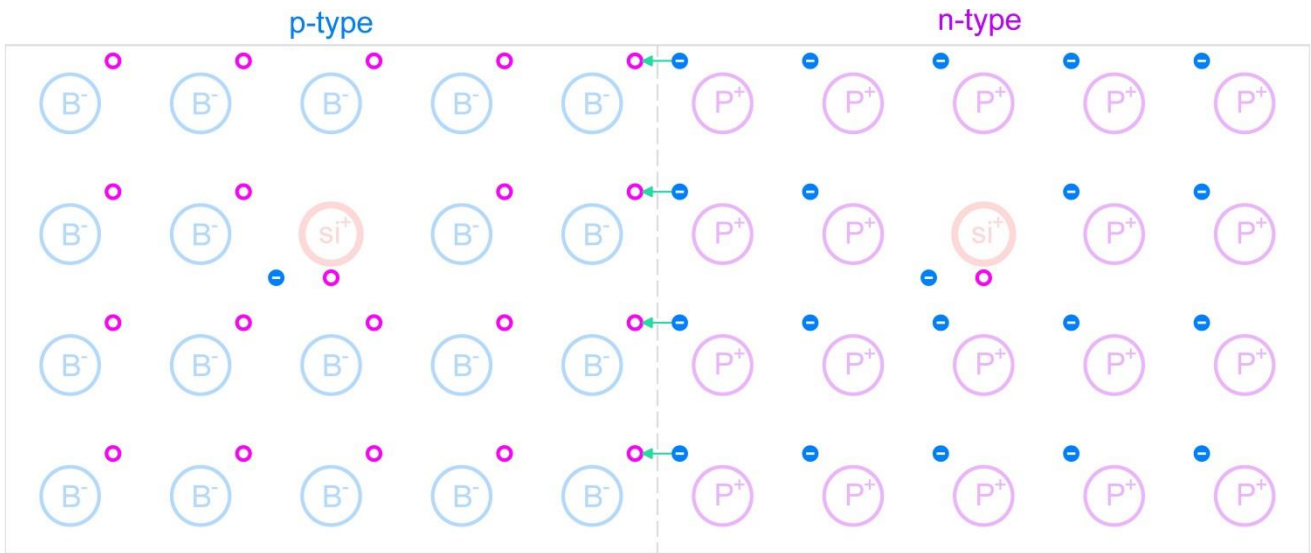 p-type n-type
B⁻ B⁻ B⁻ B⁻ B⁻ P⁺ P⁺ P⁺ P⁺ P⁺
B⁻ B⁻ si⁺ B⁻ B⁻ P⁺ P⁺ si⁺ P⁺ P⁺
B⁻ B⁻ B⁻ B⁻ B⁻ P⁺ P⁺ P⁺ P⁺ P⁺
B⁻ B⁻ B⁻ B⁻ B⁻ P⁺ P⁺ P⁺ P⁺ P⁺